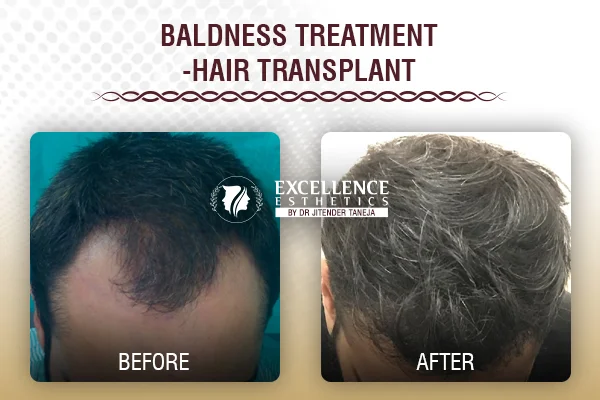 BALDNESS TREATMENT
-HAIR TRANSPLANT
EXCELLENCE
ESTHETICS
BY DR JITENDER TANEJA
BEFORE
AFTER